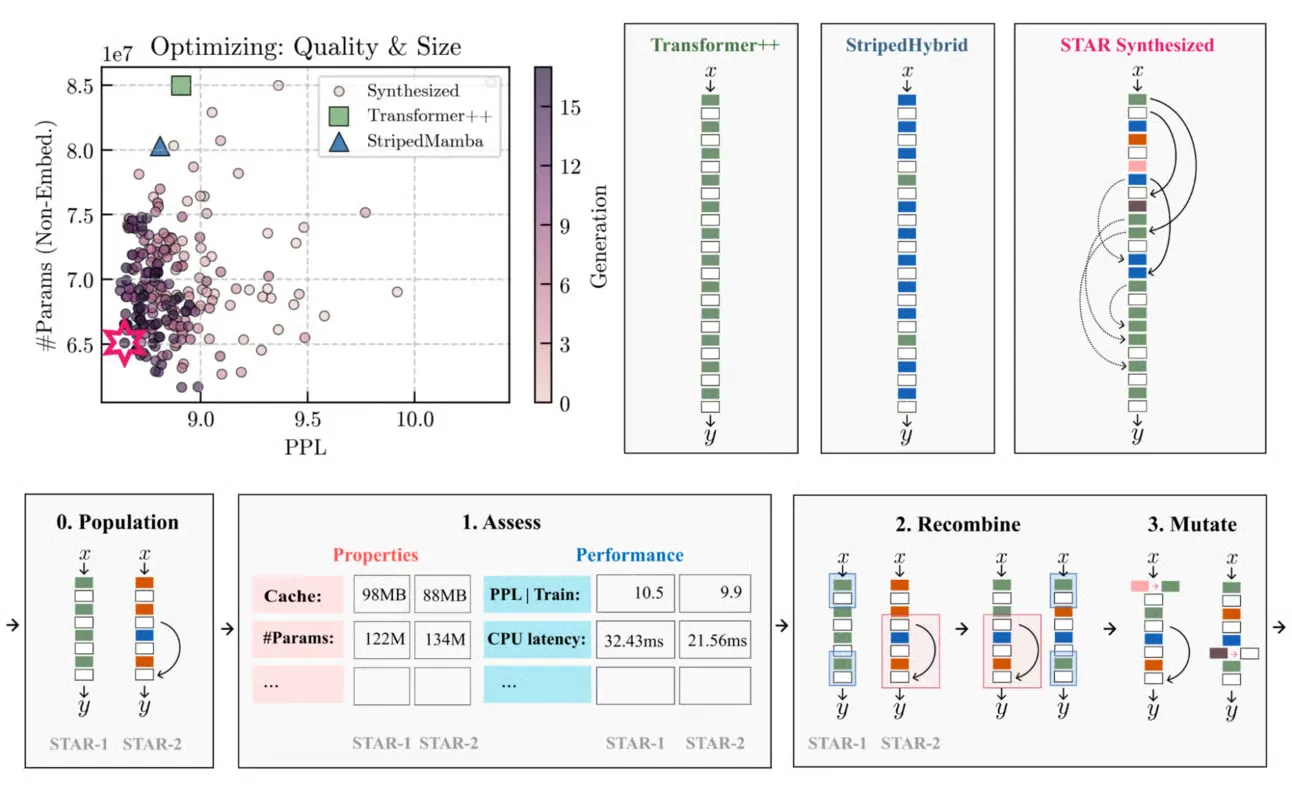 1e7
Optimizing: Quality & Size
#Params (Non-Embed.)
8.5
8.0
7.5
7.0
6.5
9.0
9.5
10.0
PPL
Synthesized
Transformer++
StripedMamba
15
12
9
6
3
0
Generation
Transformer++
x
y
StripedHybrid
x
y
STAR Synthesized
x
y
0. Population
x x
y y
STAR-1 STAR-2
1. Assess
Properties Performance
Cache: 98MB 88MB PPL | Train: 10.5 9.9
#Params: 122M 134M CPU latency: 32.43ms 21.56ms
... ...
STAR-1 STAR-2 STAR-1 STAR-2
2. Recombine
x x x x
y y y y
STAR-1 STAR-2
3. Mutate
x x
y y